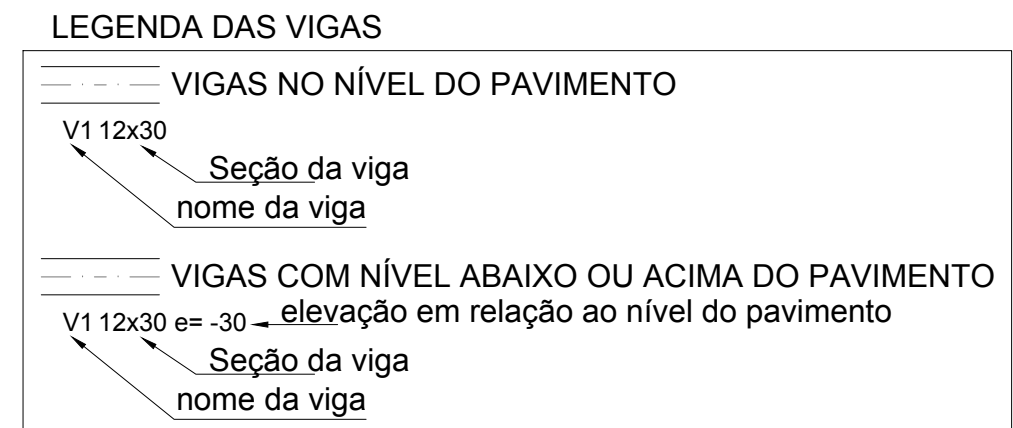 LEGENDA DAS VIGAS
VIGAS NO NÍVEL DO PAVIMENTO
V1 12x30
Seção da viga
nome da viga
VIGAS COM NÍVEL ABAIXO OU ACIMA DO PAVIMENTO
V1 12x30 e= -30 elevação em relação ao nível do pavimento
Seção da viga
nome da viga